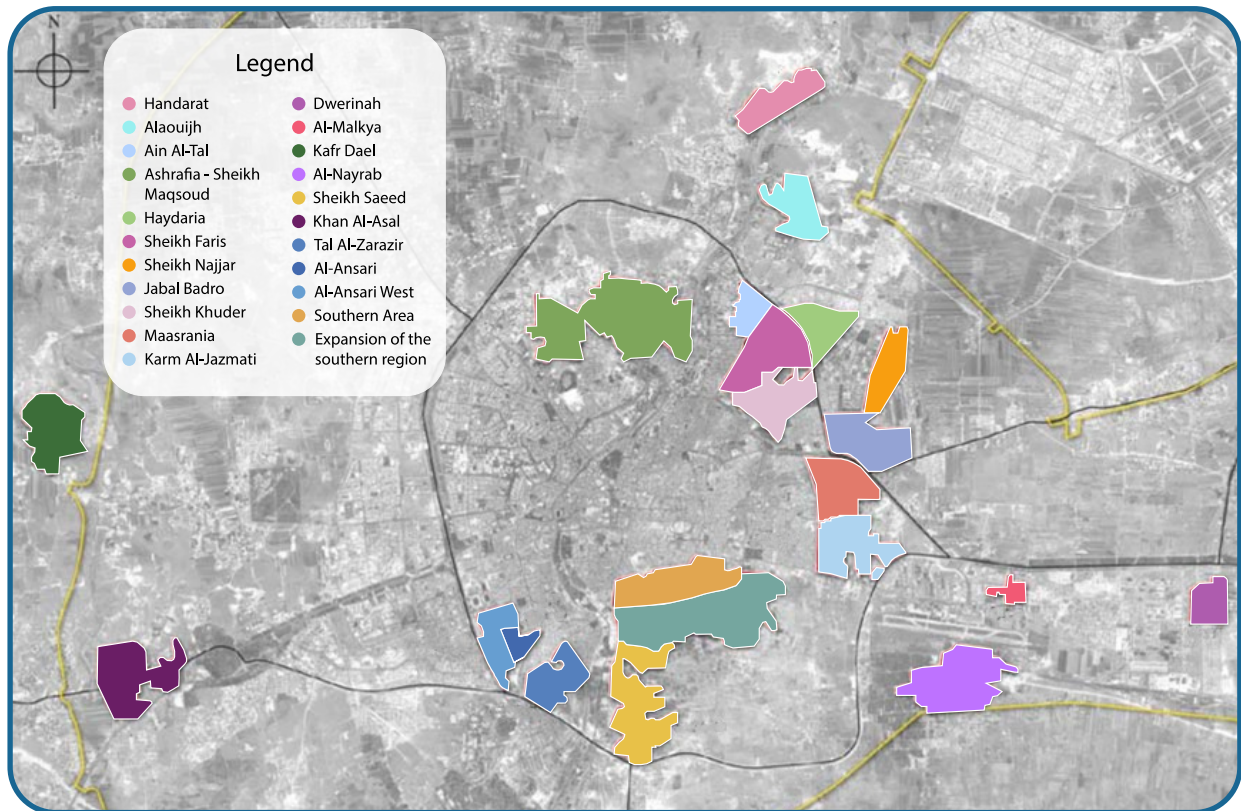 N
Legend
Handarat
Alaouijh
Ain Al-Tal
Ashrafia - Sheikh
Maqsoud
Haydaria
Sheikh Faris
Sheikh Najjar
Jabal Badro
Sheikh Khuder
Maasrania
Karm Al-Jazmati
Dwerinah
Al-Malkya
Kafr Dael
Al-Nayrab
Sheikh Saeed
Khan Al-Asal
Tal Al-Zarazir
Al-Ansari
Al-Ansari West
Southern Area
Expansion of the
southern region